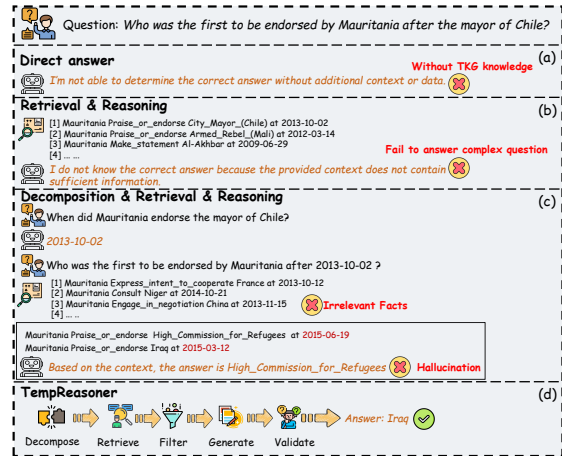 Question: Who was the first to be endorsed by Mauritania after the mayor of Chile?
Direct answer
Without TKG knowledge
(a)
I'm not able to determine the correct answer without additional context or data.
Retrieval & Reasoning
(b)
[1] Mauritania Praise_or_endorse City_Mayor_(Chile) at 2013-10-02
[2] Mauritania Praise_or_endorse Armed_Rebel_(Mali) at 2012-03-14
[3] Mauritania Make_statement Al-Akhbar at 2009-06-29
[4] ... ...
Fail to answer complex question
I do not know the correct answer because the provided context does not contain
sufficient information.
Decomposition & Retrieval & Reasoning
(c)
When did Mauritania endorse the mayor of Chile?
2013-10-02
Who was the first to be endorsed by Mauritania after 2013-10-02 ?
[1] Mauritania Express_intent_to_cooperate France at 2013-10-12
[2] Mauritania Consult Niger at 2014-10-21
[3] Mauritania Engage_in_negotiation China at 2013-11-15
[4] ... ..
Irrelevant Facts
Mauritania Praise_or_endorse High_Commission_for_Refugees at 2015-06-19
Mauritania Praise_or_endorse Iraq at 2015-03-12
Based on the context, the answer is High_Commission_for_Refugees
Hallucination
TempReasoner
(d)
Answer: Iraq
Decompose Retrieve Filter Generate Validate